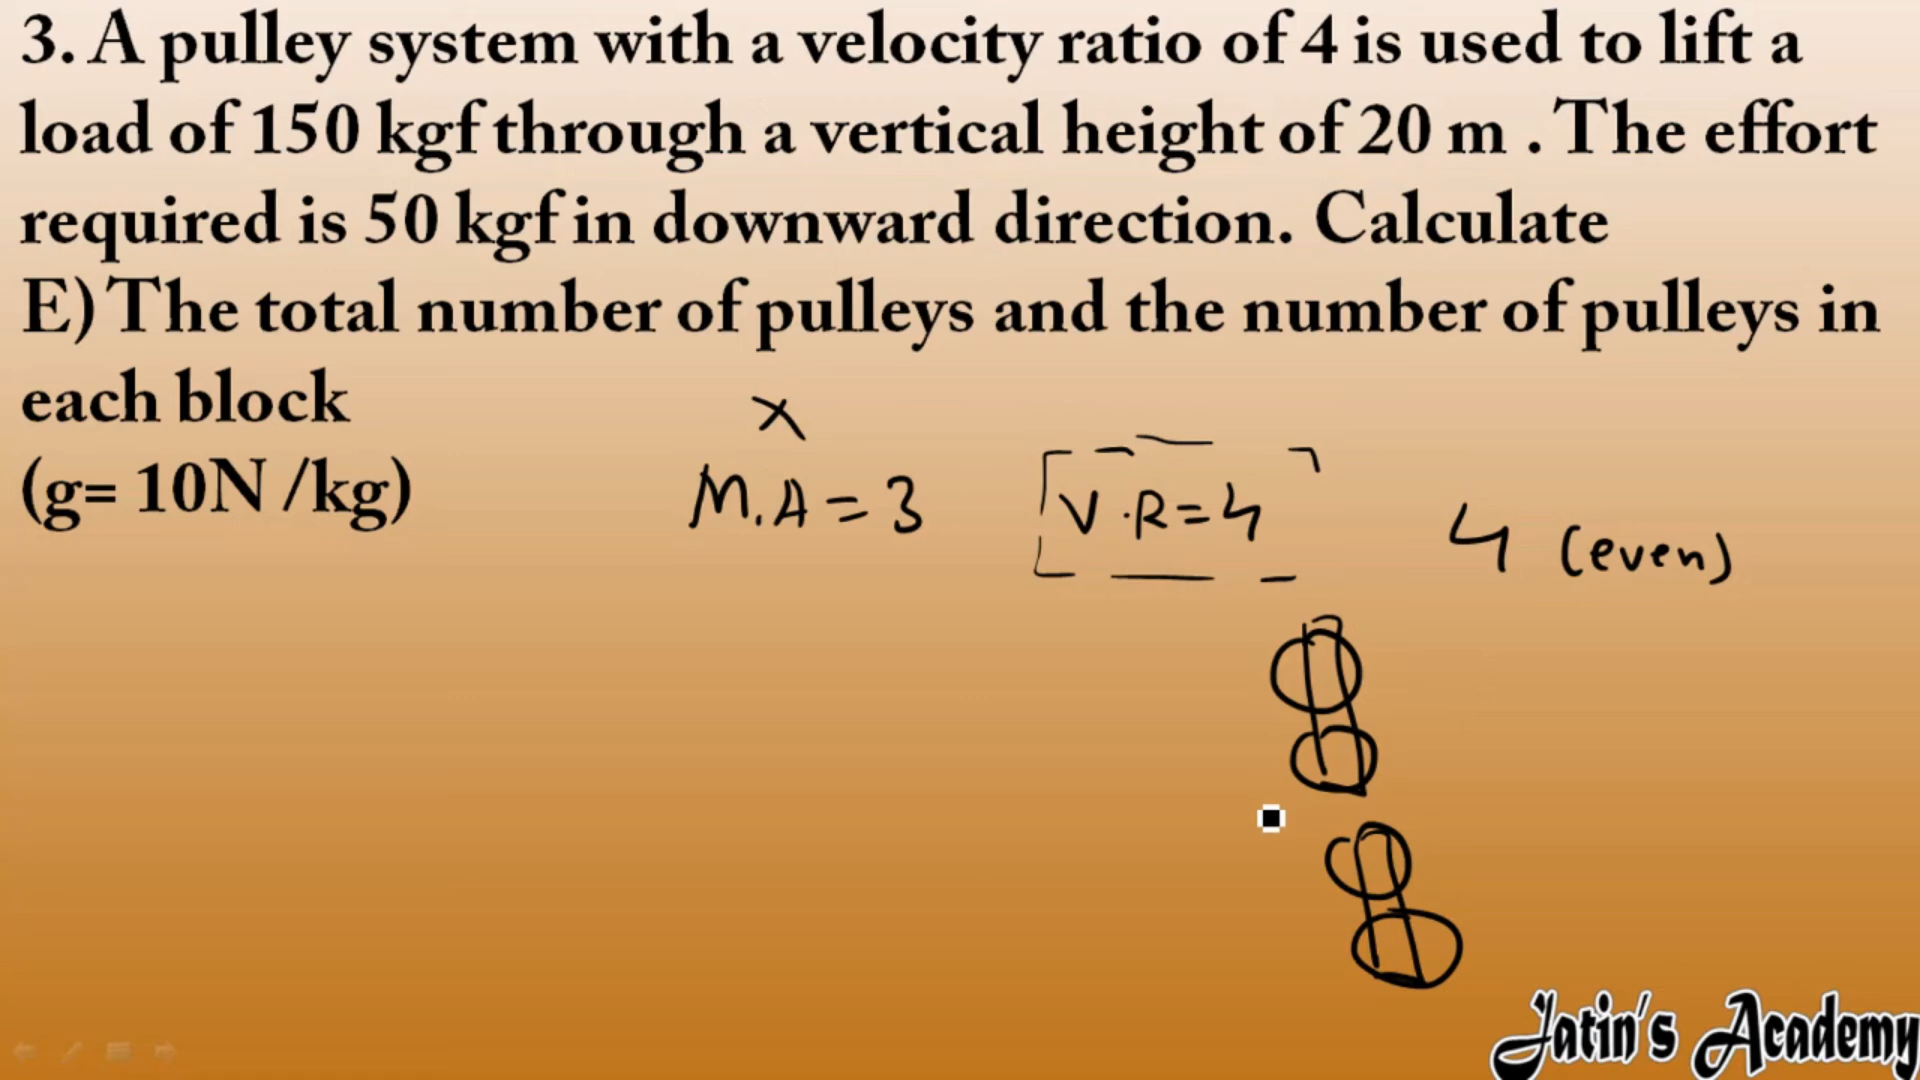 3. A pulley system with a velocity ratio of 4 is used to lift a
load of 150 kgf through a vertical height of 20 m . The effort
required is 50 kgf in downward direction. Calculate
E) The total number of pulleys and the number of pulleys in
each block
(g= 10N /kg)
x
M.A = 3
V.R = 4
4 (even)
Jatin's Academy